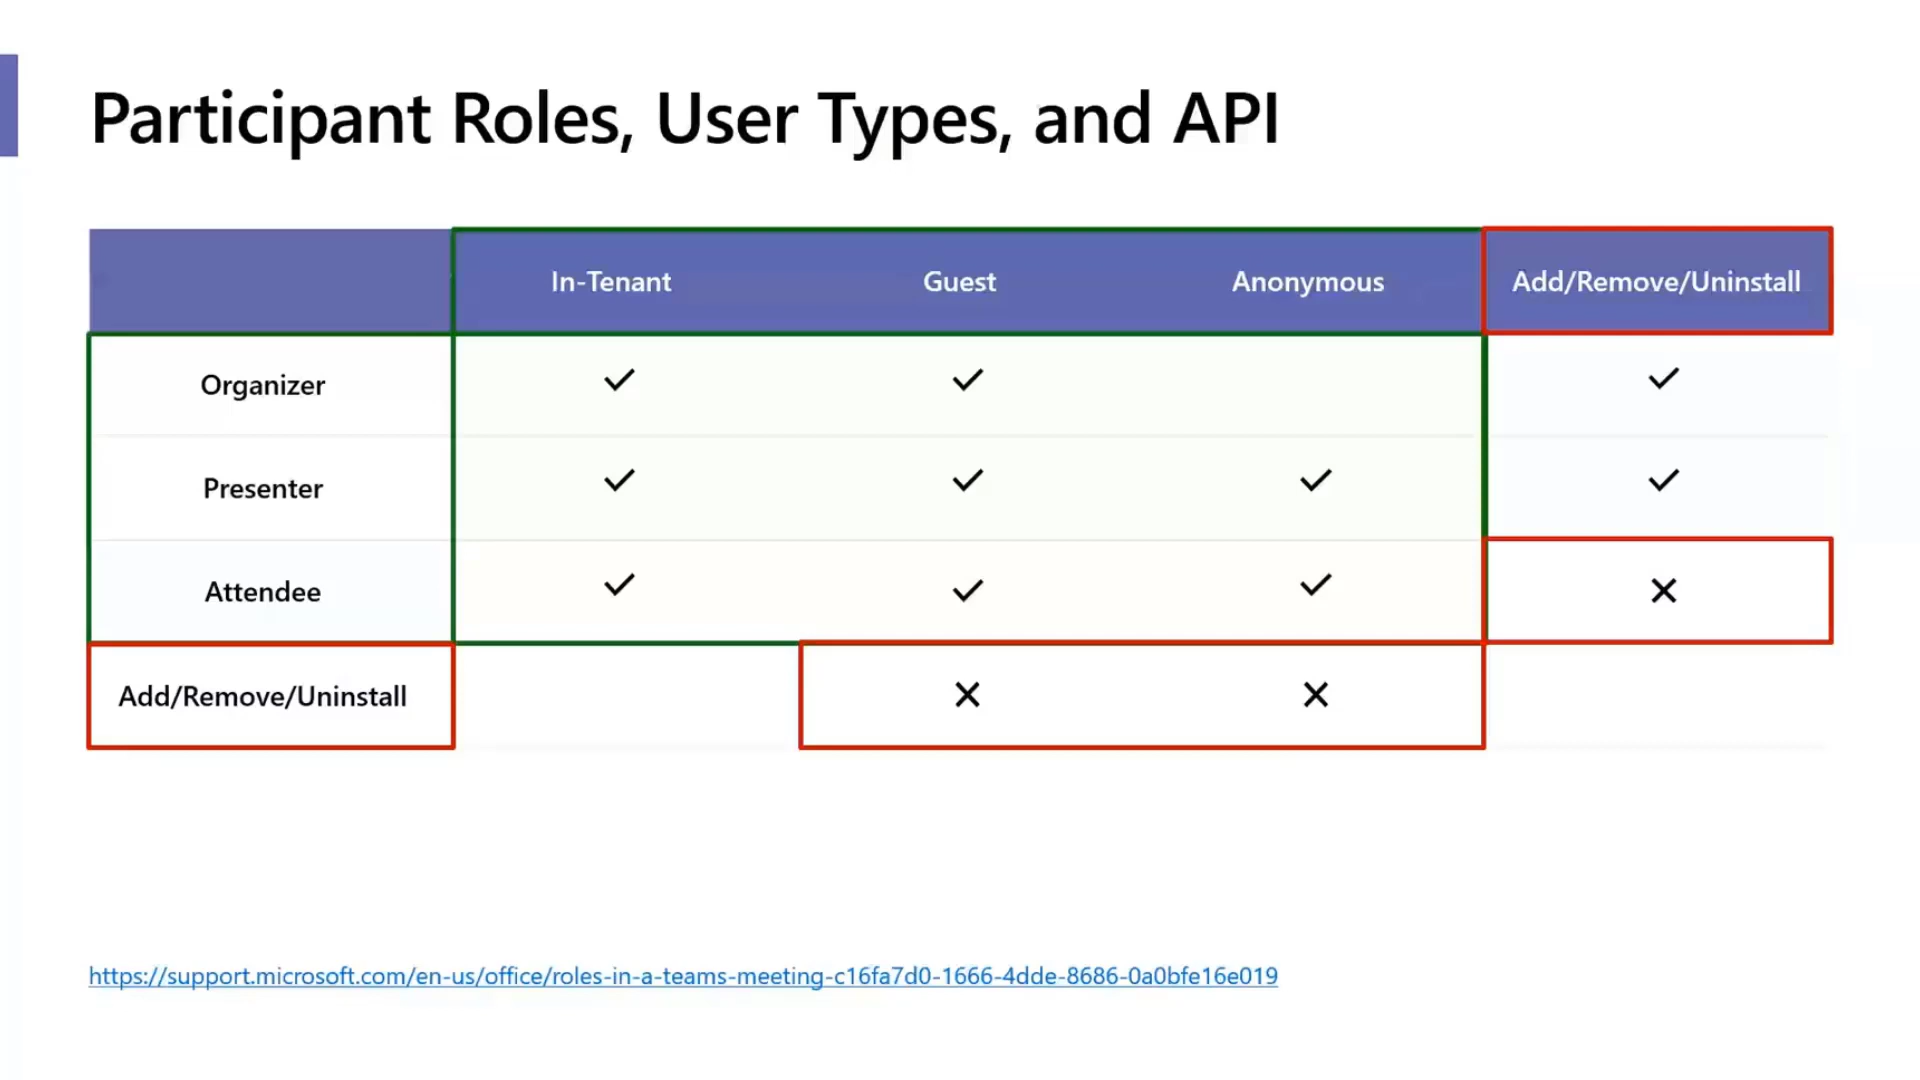 Participant Roles, User Types, and API
In-Tenant Guest Anonymous Add/Remove/Uninstall
Organizer ✓ ✓ ✓
Presenter ✓ ✓ ✓ ✓
Attendee ✓ ✓ ✓ ✕
Add/Remove/Uninstall ✕ ✕
https://support.microsoft.com/en-us/office/roles-in-a-teams-meeting-c16fa7d0-1666-4dde-8686-0a0bfe16e019